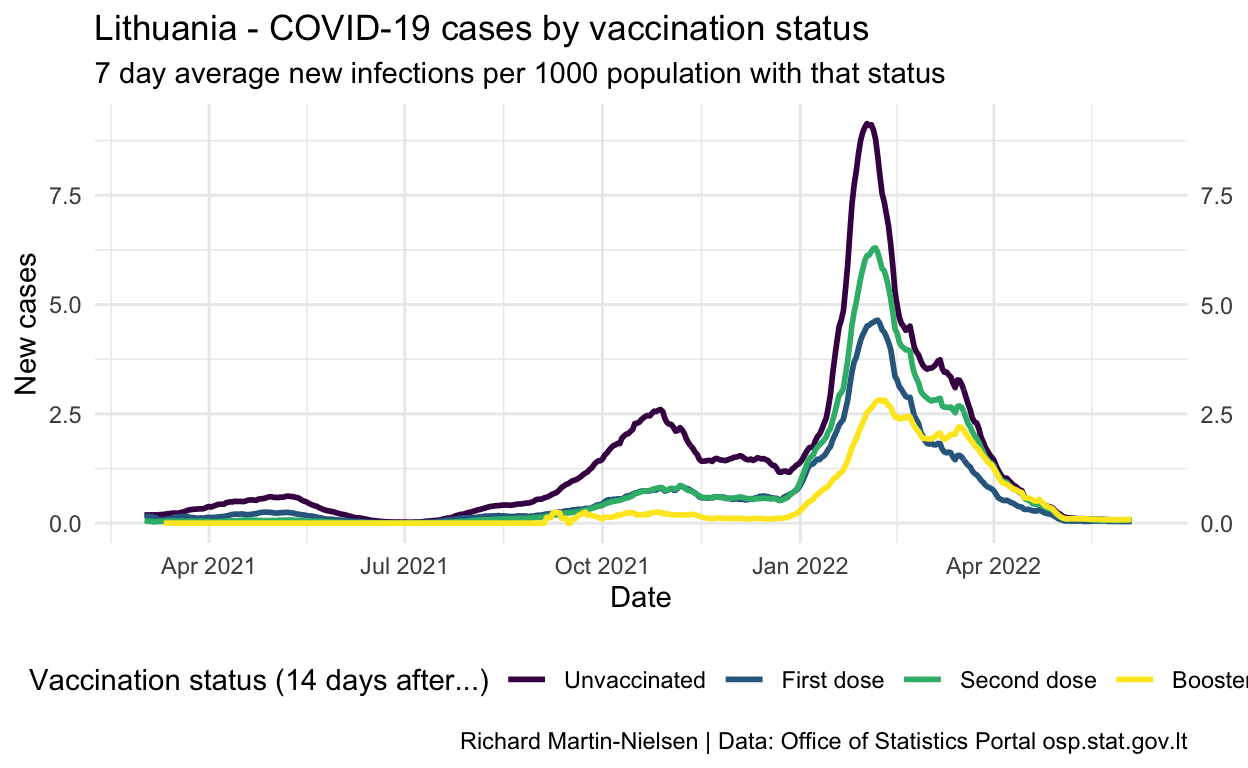 Lithuania - COVID-19 cases by vaccination status
7 day average new infections per 1000 population with that status
New cases
7.5 7.5
5.0 5.0
2.5 2.5
0.0 0.0
Apr 2021 Jul 2021 Oct 2021 Jan 2022 Apr 2022
Date
Vaccination status (14 days after...) Unvaccinated First dose Second dose Booster
Richard Martin-Nielsen | Data: Office of Statistics Portal osp.stat.gov.lt